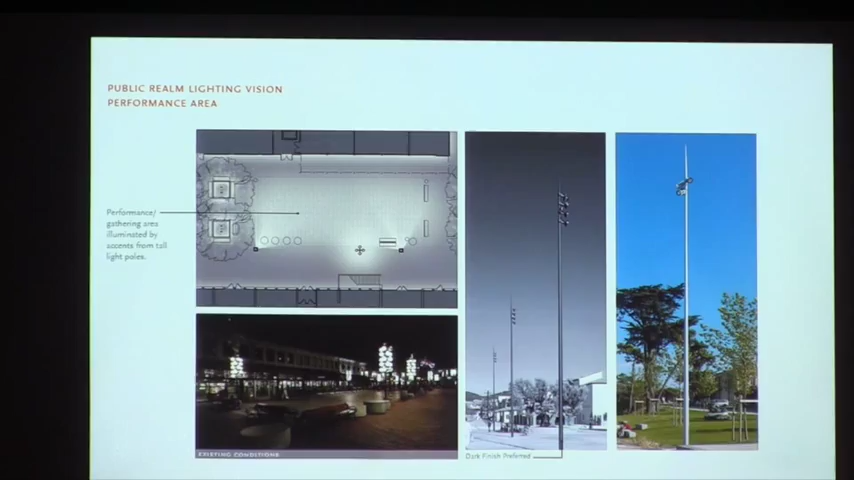 PUBLIC REALM LIGHTING VISION
PERFORMANCE AREA
Performance/
gathering area
illuminated by
accents from tall
light poles.
EXISTING CONDITIONS
Dark Finish Preferred